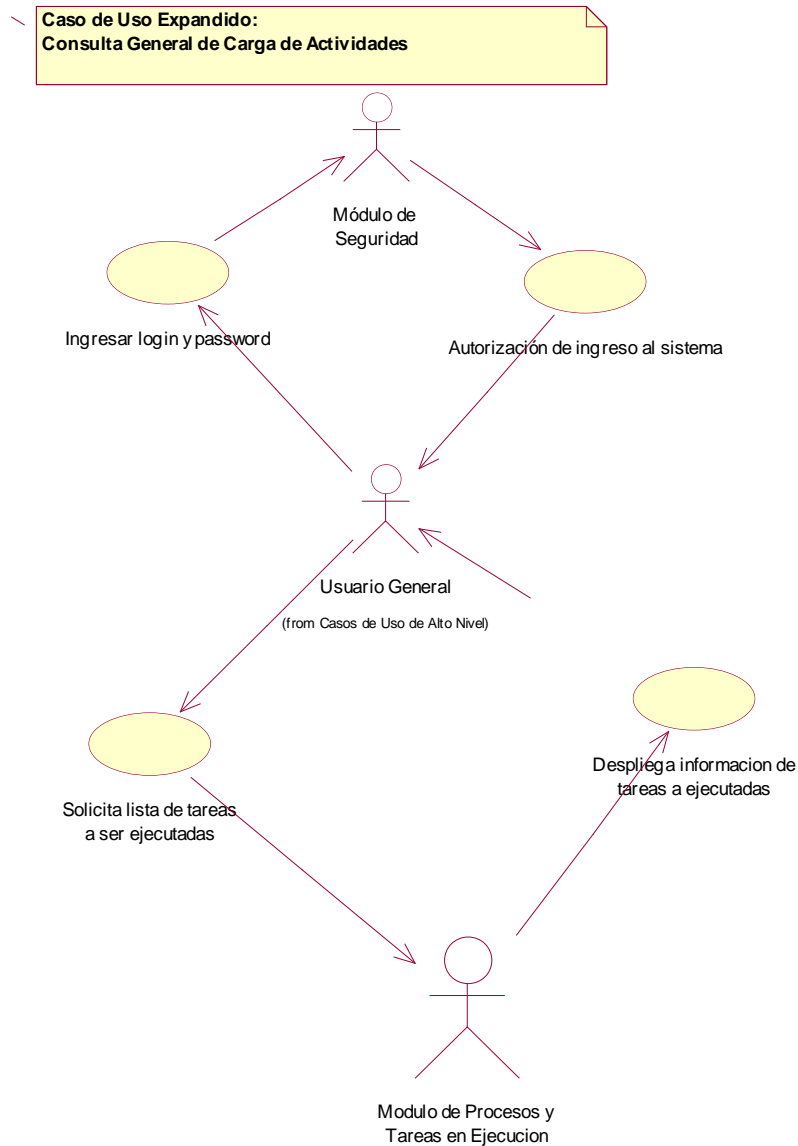 Caso de Uso Expandido:
Consulta General de Carga de Actividades
Módulo de
Seguridad
Ingresar login y password
Autorización de ingreso al sistema
Usuario General
(from Casos de Uso de Alto Nivel)
Despliega informacion de
tareas a ejecutadas
Solicita lista de tareas
a ser ejecutadas
Modulo de Procesos y
Tareas en Ejecucion